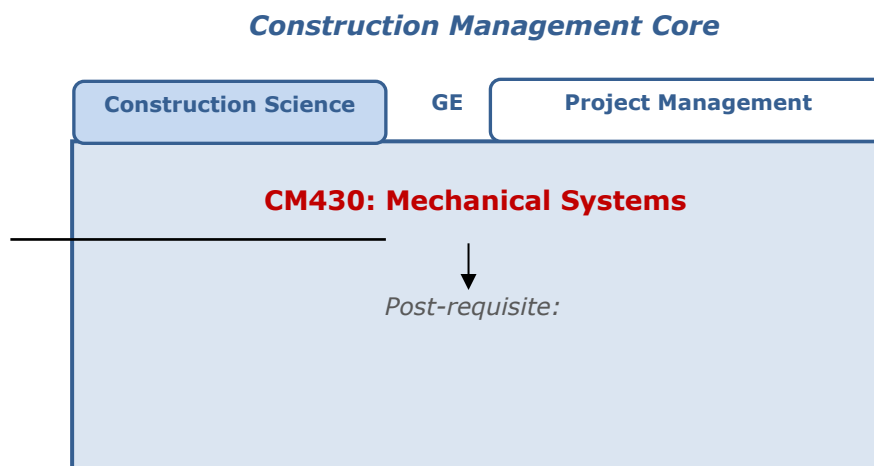 Construction Management Core
Construction Science GE Project Management
CM430: Mechanical Systems
Post-requisite: